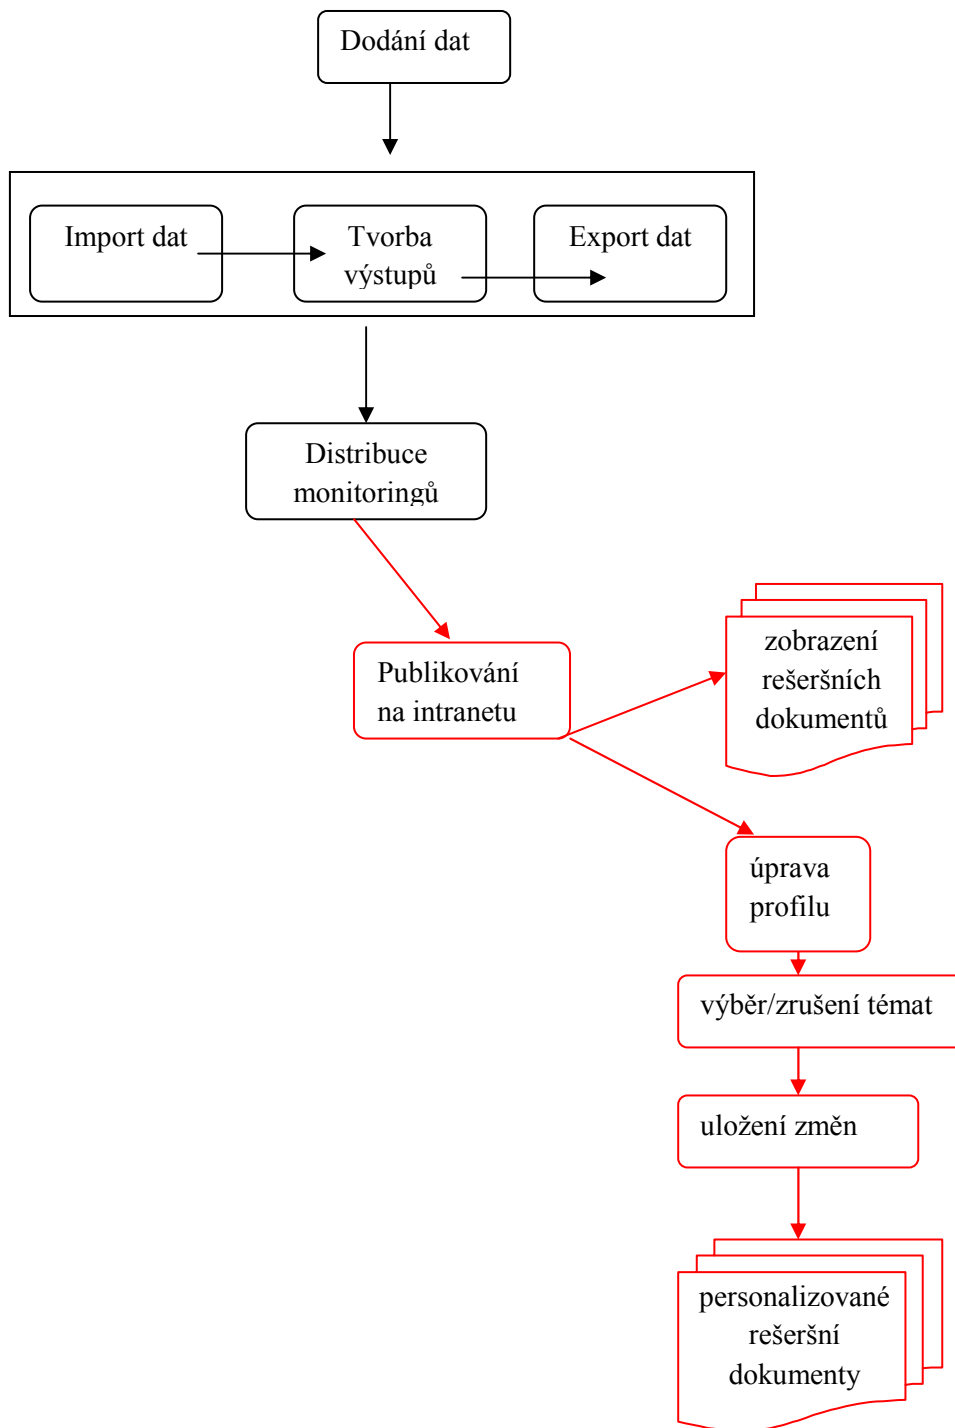 Dodání dat
Import dat
Tvorba
výstupů
Export dat
Distribuce
monitoringů
Publikování
na intranetu
zobrazení
rešeršních
dokumentů
úprava
profilu
výběr/zrušení témat
uložení změn
personalizované
rešeršní
dokumenty